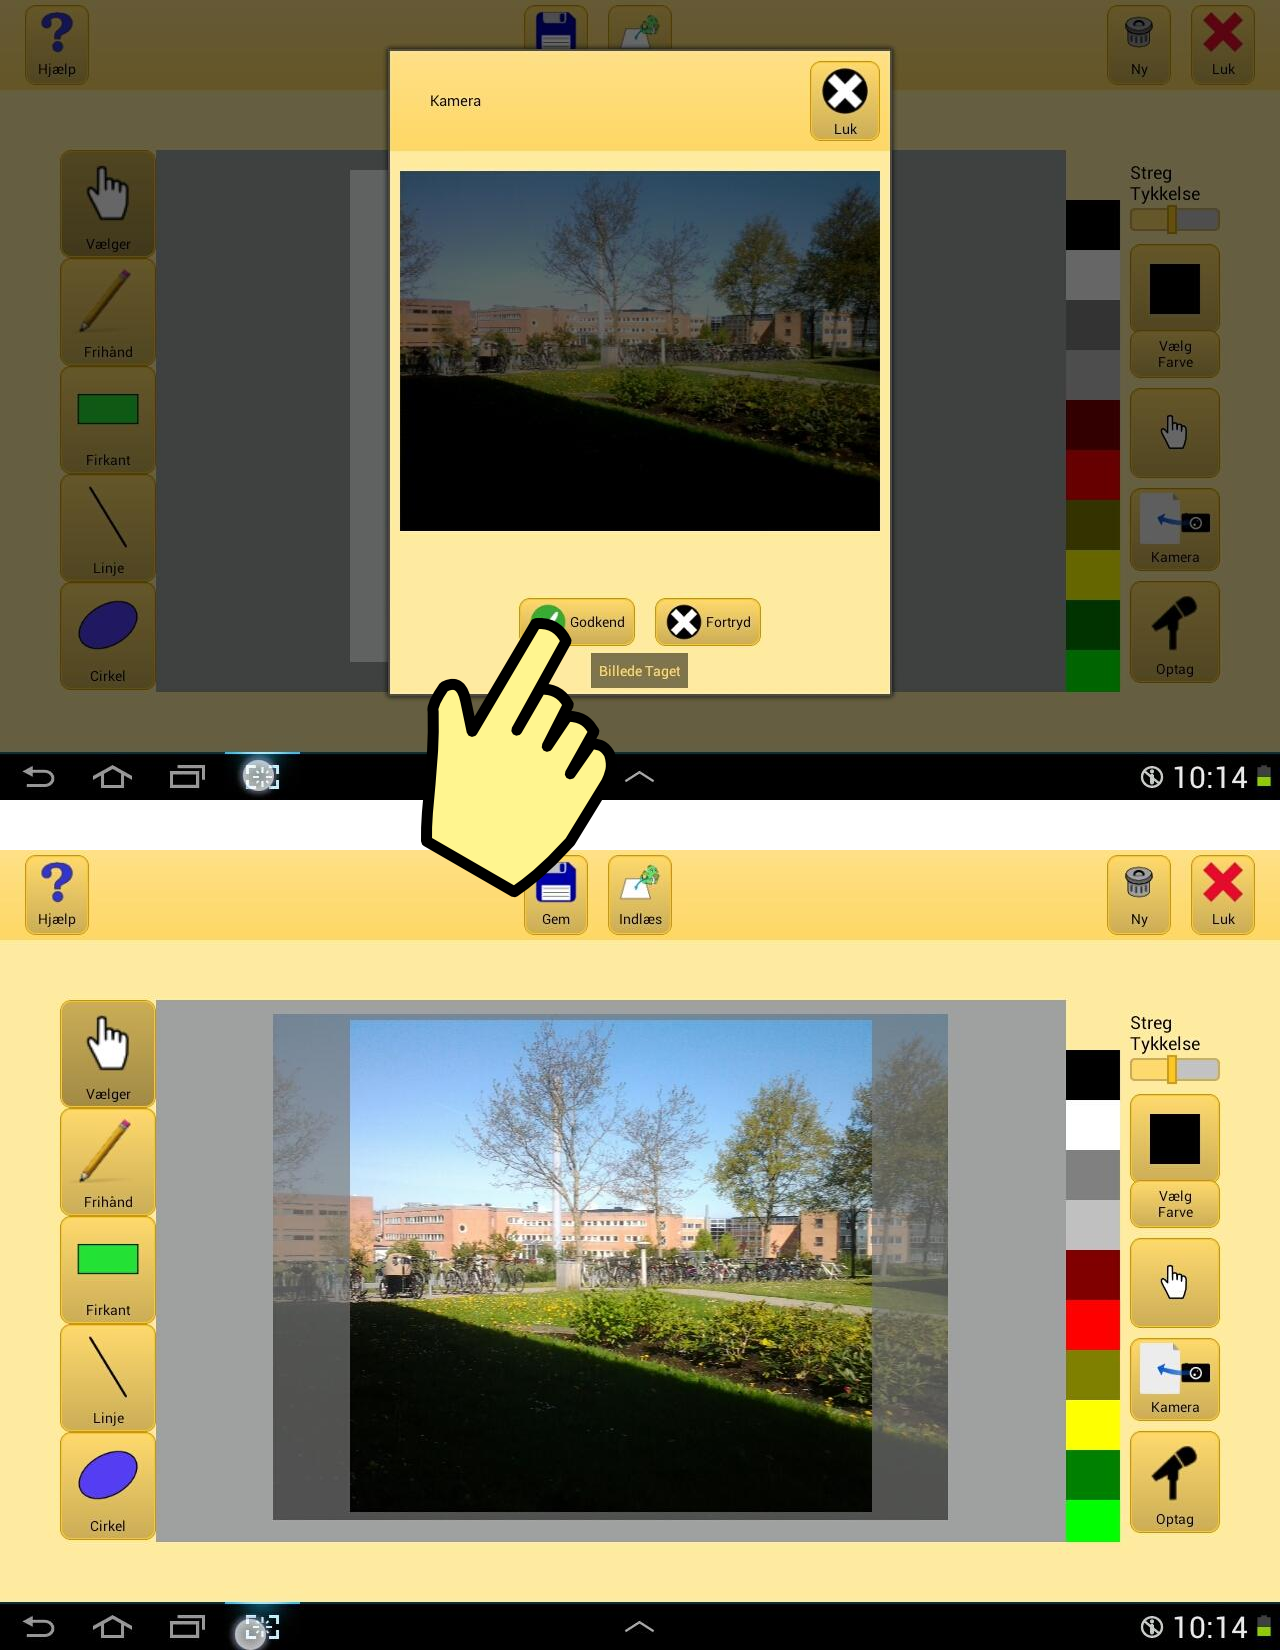 Hjælp
Ny
Luk
Kamera
Luk
Vælger
Frihånd
Firkant
Linje
Cirkel
Streg
Tykkelse
Vælg
Farve
Kamera
Optag
Godkend
Fortryd
Billede Taget
10:14
Hjælp
Gem
Indlæs
Ny
Luk
Vælger
Frihånd
Firkant
Linje
Cirkel
Streg
Tykkelse
Vælg
Farve
Kamera
Optag
10:14